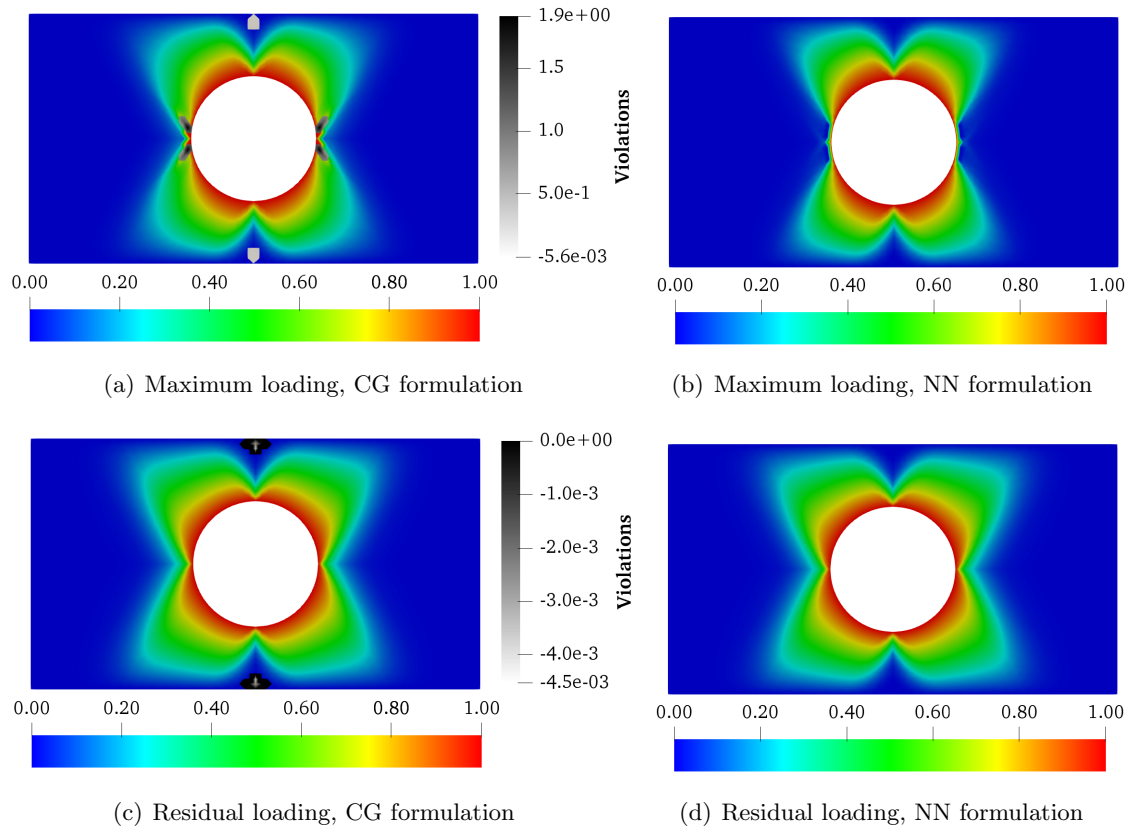 1.9e+00
1.5
1.0
5.0e-1
-5.6e-03
Violations
0.00 0.20 0.40 0.60 0.80 1.00
(a) Maximum loading, CG formulation
0.00 0.20 0.40 0.60 0.80 1.00
(b) Maximum loading, NN formulation
0.0e+00
-1.0e-3
-2.0e-3
-3.0e-3
-4.0e-3
-4.5e-03
Violations
0.00 0.20 0.40 0.60 0.80 1.00
(c) Residual loading, CG formulation
0.00 0.20 0.40 0.60 0.80 1.00
(d) Residual loading, NN formulation